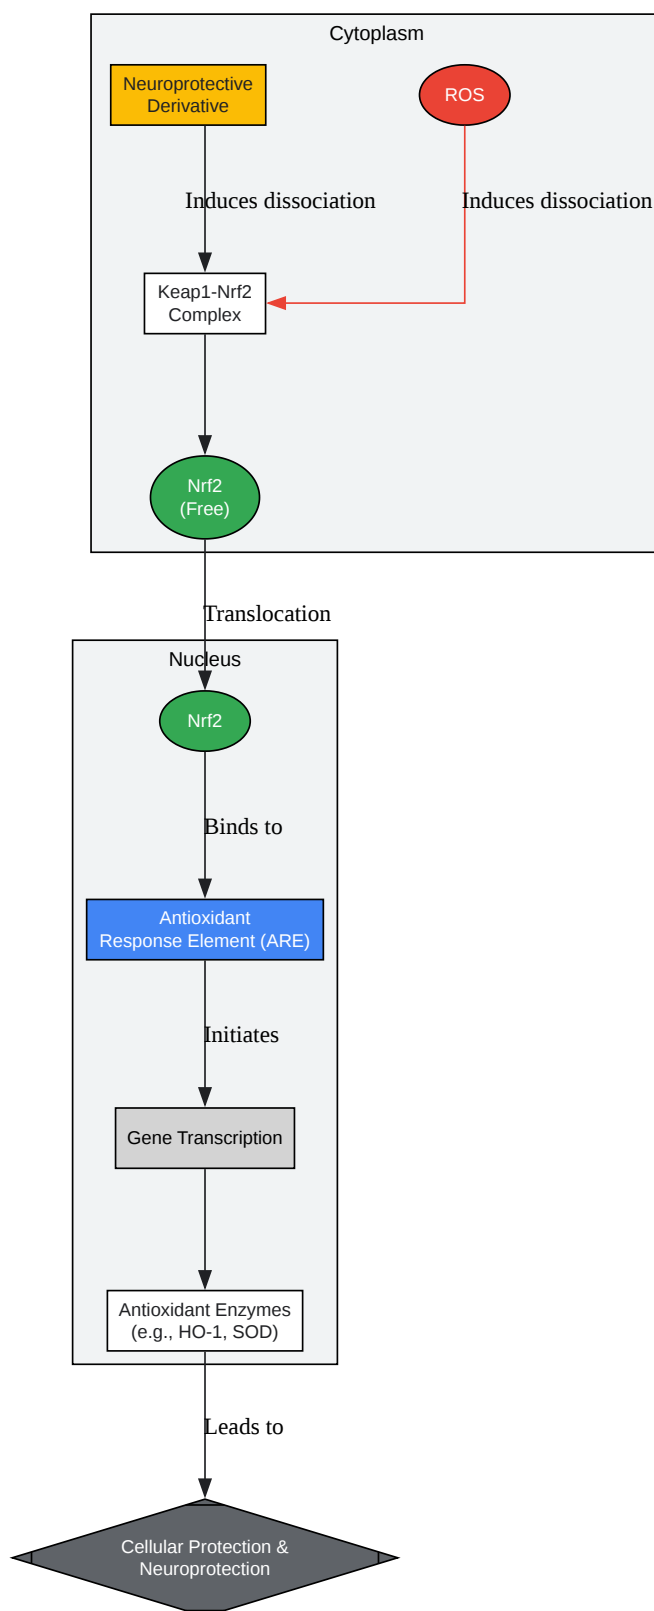 Cytoplasm
Neuroprotective
Derivative
ROS
Induces dissociation
Induces dissociation
Keap1-Nrf2
Complex
Nrf2
(Free)
Translocation
Nucleus
Nrf2
Binds to
Antioxidant
Response Element (ARE)
Initiates
Gene Transcription
Antioxidant Enzymes
(e.g., HO-1, SOD)
Leads to
Cellular Protection &
Neuroprotection